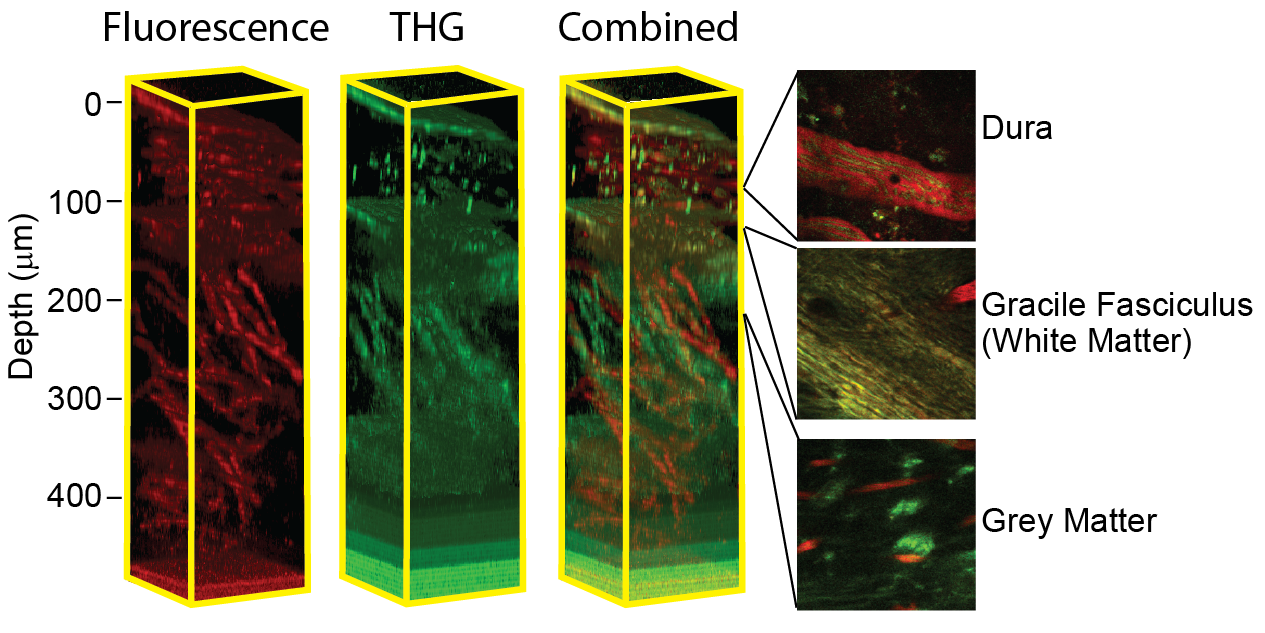 Fluorescence
THG
Combined
Depth (μm)
0
100
200
300
400
Dura
Gracile Fasciculus
(White Matter)
Grey Matter